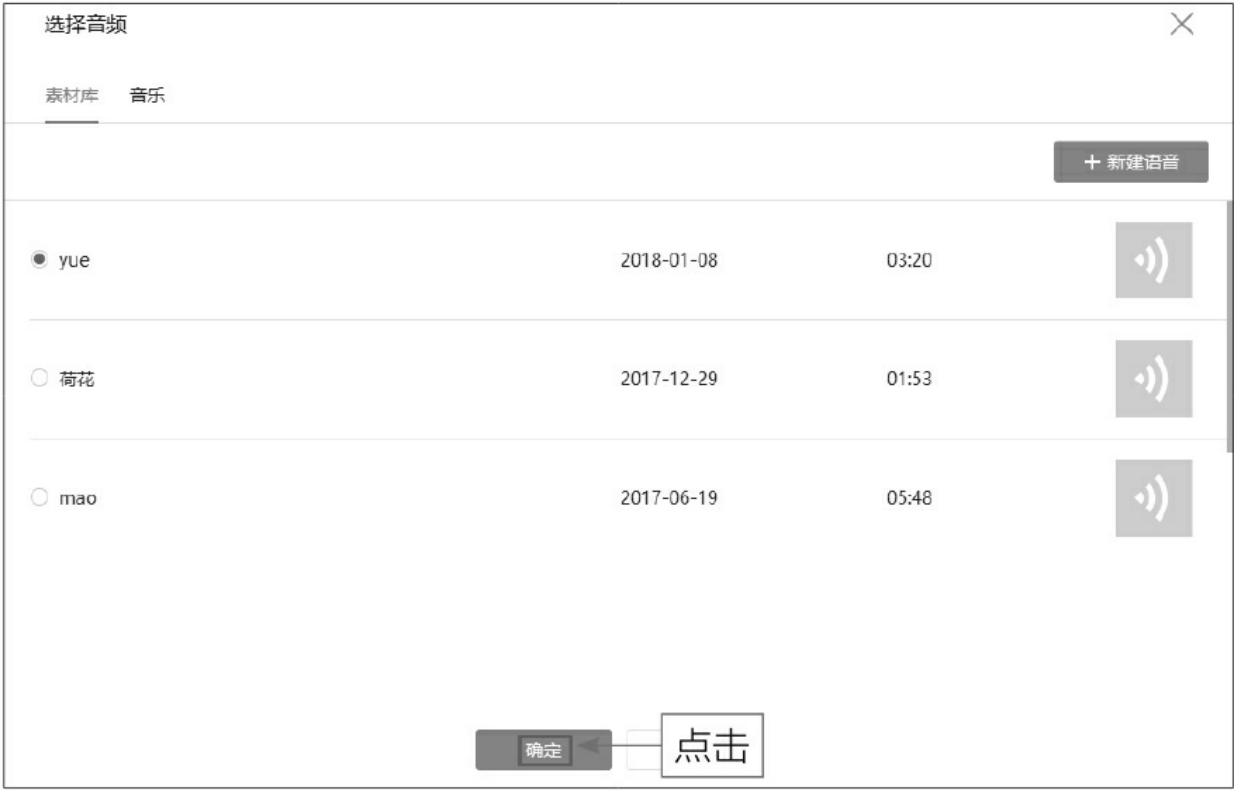 选择音频
素材库 音乐
新建语音
yue 2018-01-08 03:20
荷花 2017-12-29 01:53
mao 2017-06-19 05:48
确定 点击